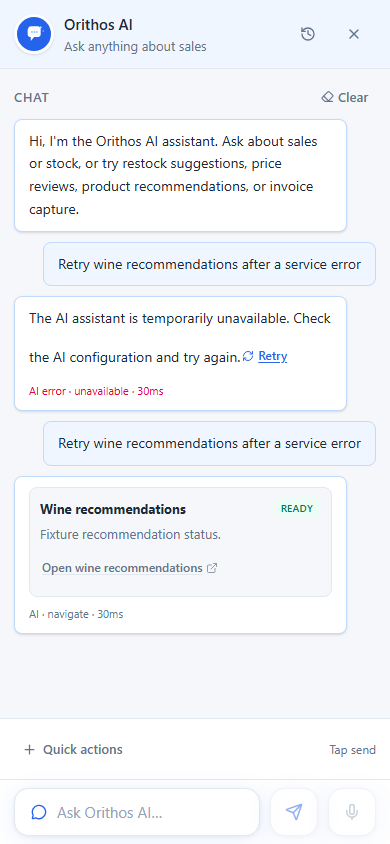 Orithos AI
Ask anything about sales
CHAT
Clear
Hi, I'm the Orithos AI assistant. Ask about sales
or stock, or try restock suggestions, price
reviews, product recommendations, or invoice
capture.
Retry wine recommendations after a service error
The AI assistant is temporarily unavailable. Check
the AI configuration and try again. Retry
AI error · unavailable · 30ms
Retry wine recommendations after a service error
Wine recommendations READY
Fixture recommendation status.
Open wine recommendations
AI · navigate · 30ms
Quick actions
Tap send
Ask Orithos AI...